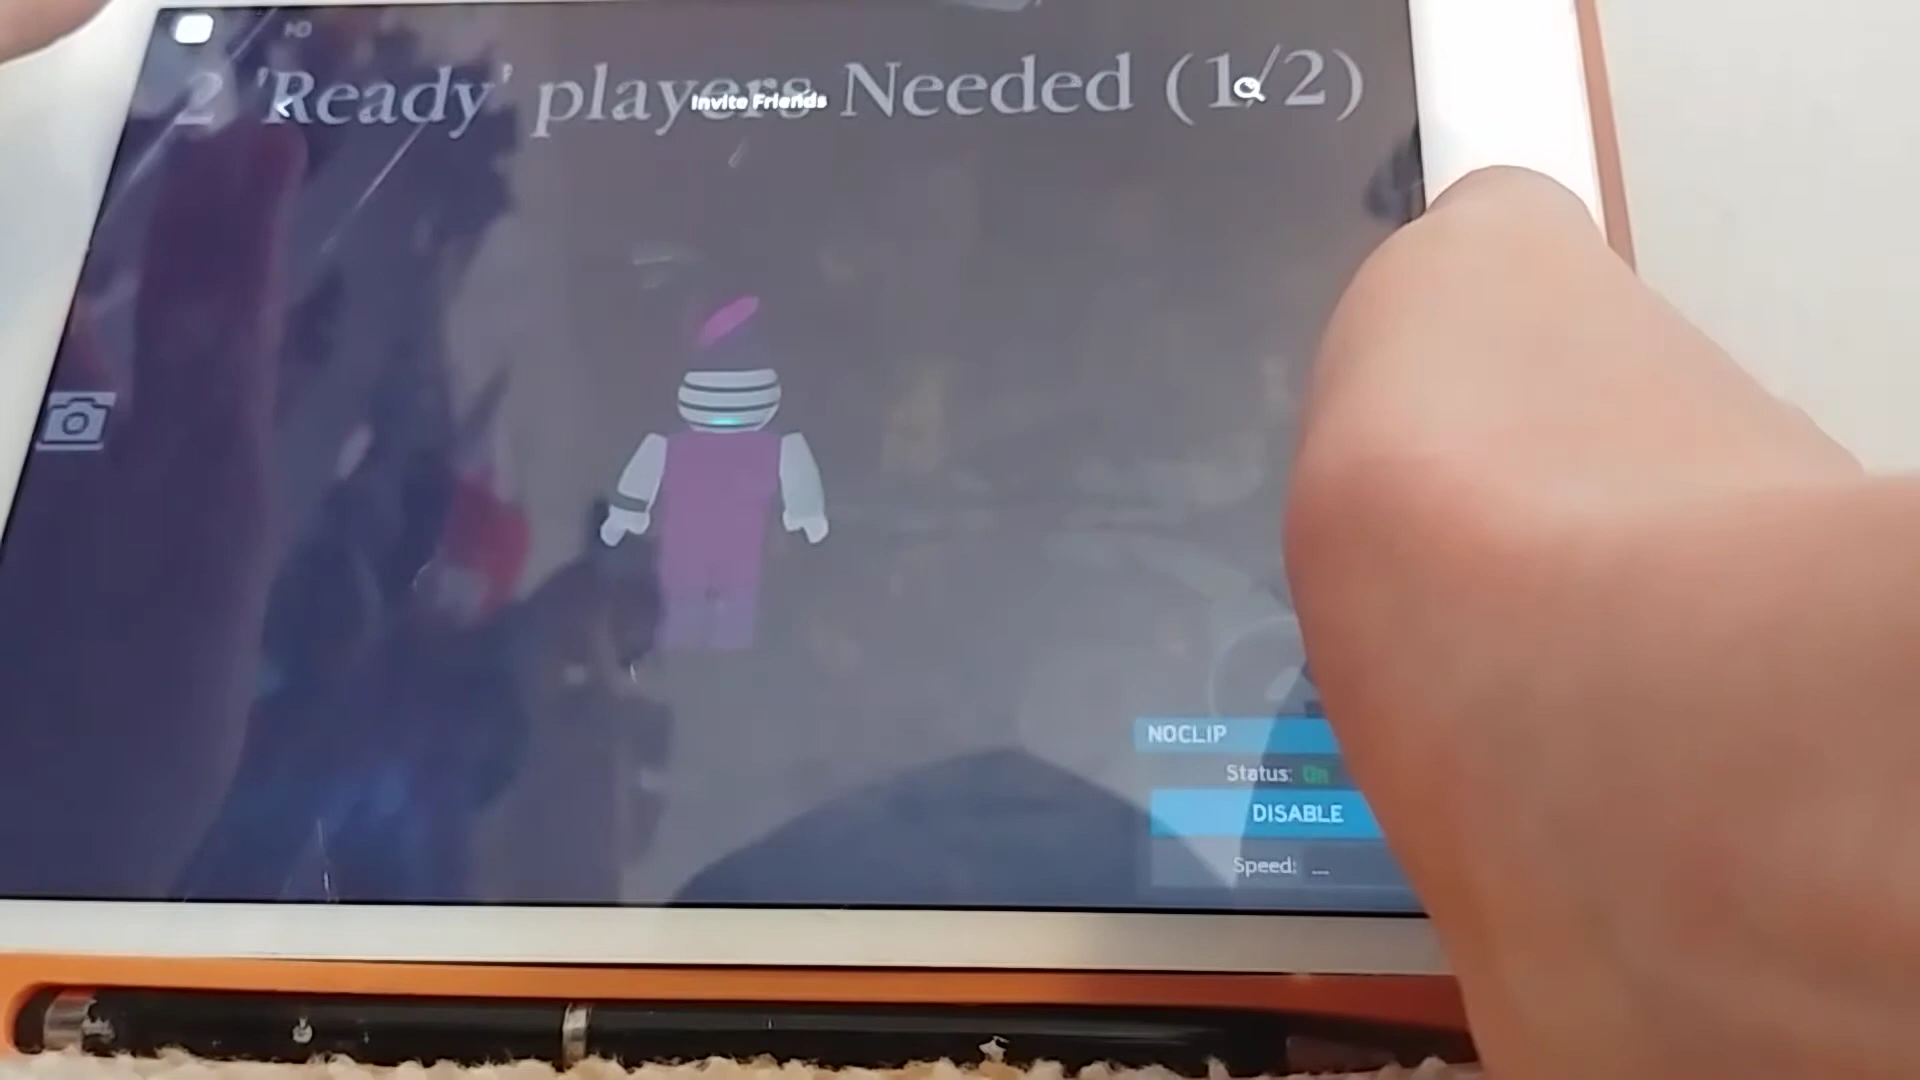 2 'Ready' players Needed (1/2)
Invite Friends
NOCLIP
Status: On
DISABLE
Speed: ...